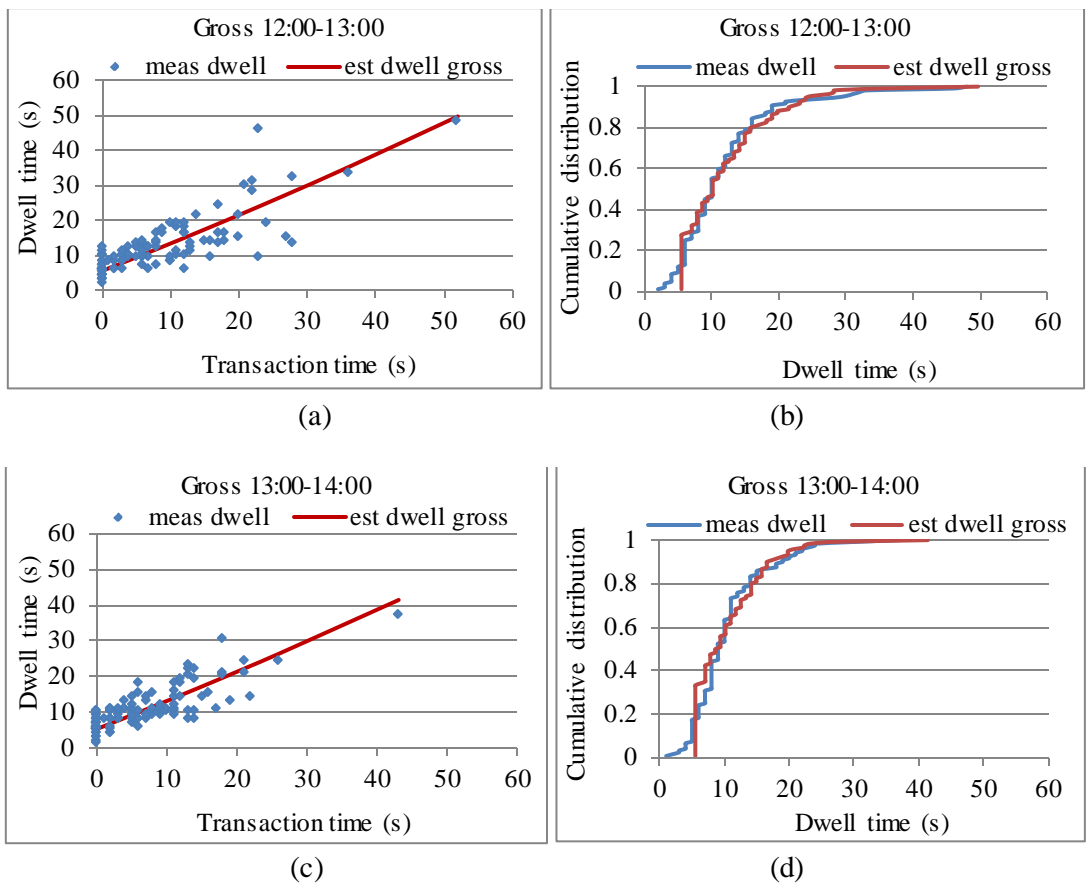 Gross 12:00-13:00
meas dwell
est dwell gross
Dwell time (s)
60
50
40
30
20
10
0
0 10 20 30 40 50 60
Transaction time (s)
(a)
Gross 12:00-13:00
meas dwell
est dwell gross
Cumulative distribution
1
0.8
0.6
0.4
0.2
0
0 10 20 30 40 50 60
Dwell time (s)
(b)
Gross 13:00-14:00
meas dwell
est dwell gross
Dwell time (s)
60
50
40
30
20
10
0
0 10 20 30 40 50 60
Transaction time (s)
(c)
Gross 13:00-14:00
meas dwell
est dwell gross
Cumulative distribution
1
0.8
0.6
0.4
0.2
0
0 10 20 30 40 50 60
Dwell time (s)
(d)